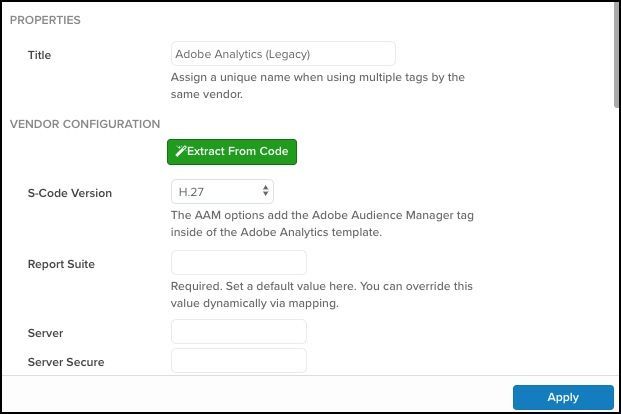 PROPERTIES
Title
Adobe Analytics (Legacy)
Assign a unique name when using multiple tags by the
same vendor.
VENDOR CONFIGURATION
Extract From Code
S-Code Version
H.27
The AAM options add the Adobe Audience Manager tag
inside of the Adobe Analytics template.
Report Suite
Required. Set a default value here. You can override this
value dynamically via mapping.
Server
Server Secure
Apply